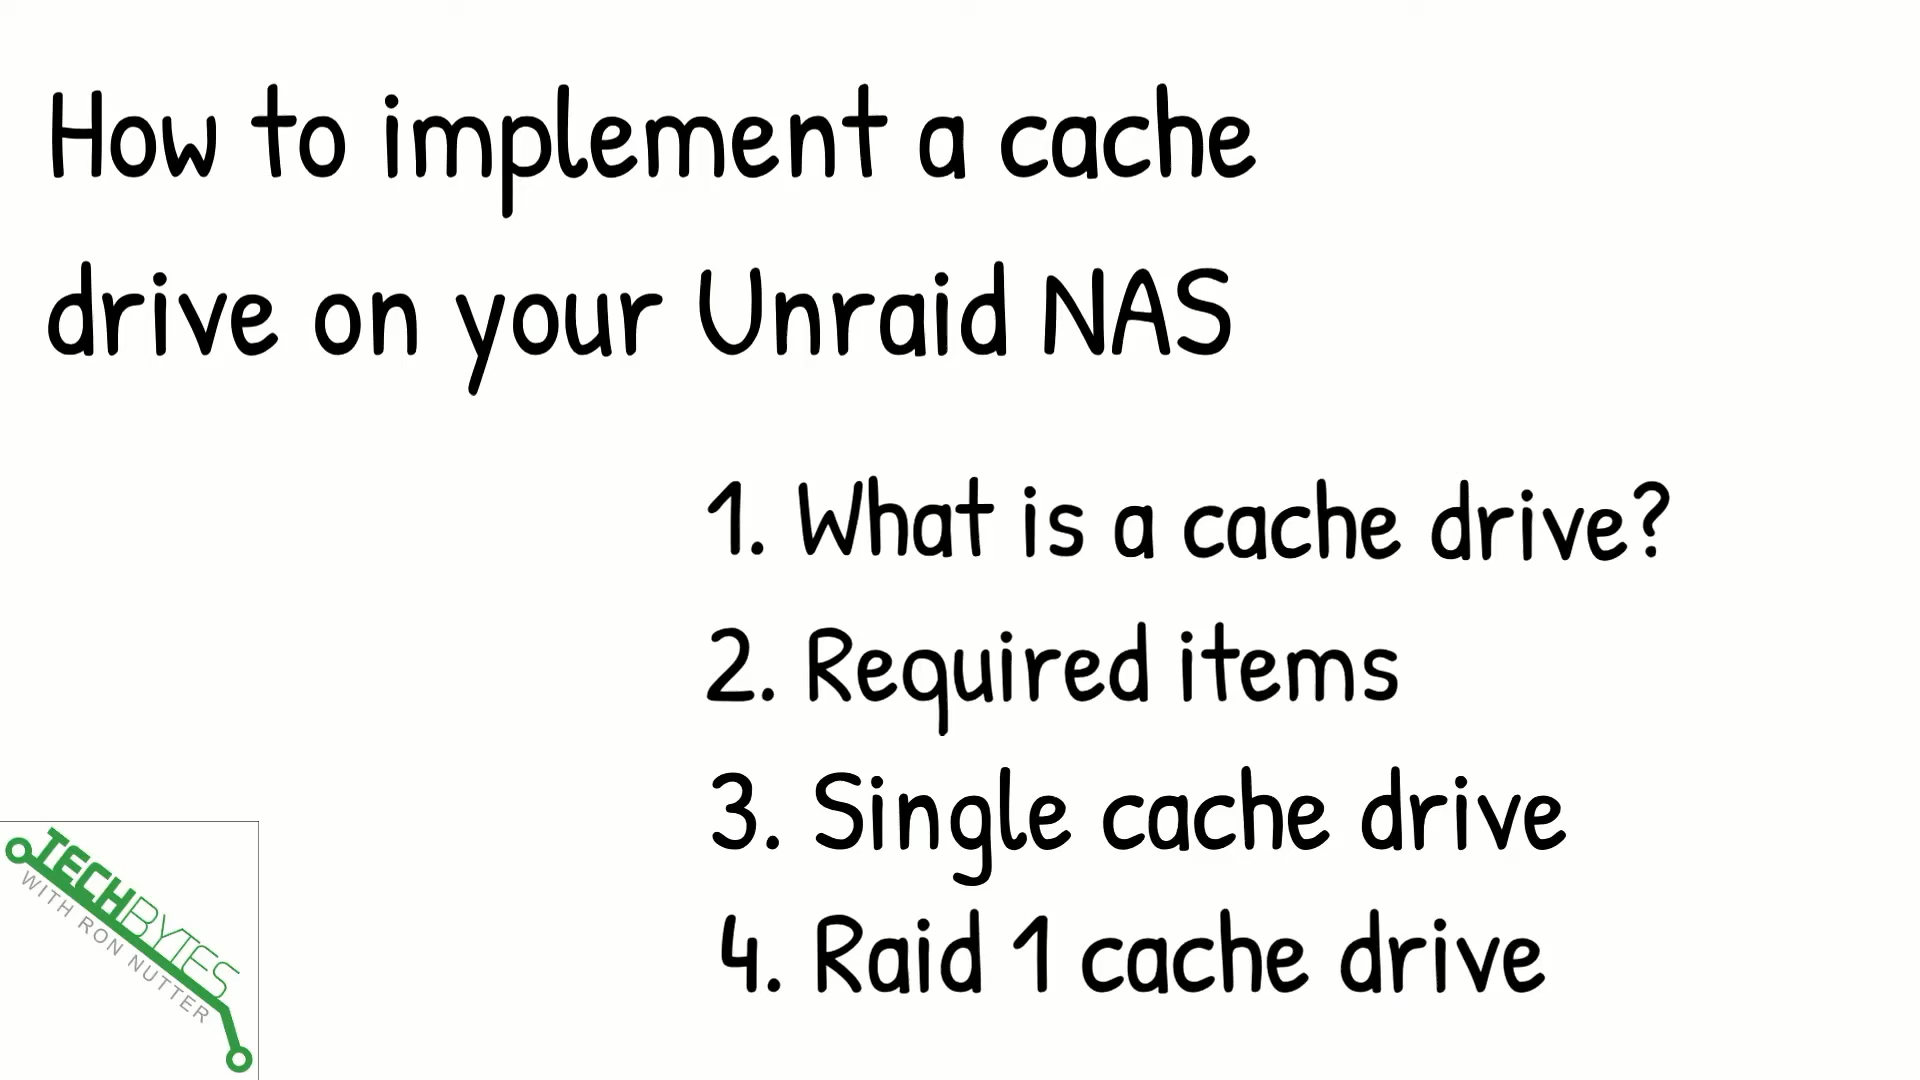 How to implement a cache
drive on your Unraid NAS
1. What is a cache drive?
2. Required items
3. Single cache drive
4. Raid 1 cache drive
TECHBYTES
WITH RON NUTTER